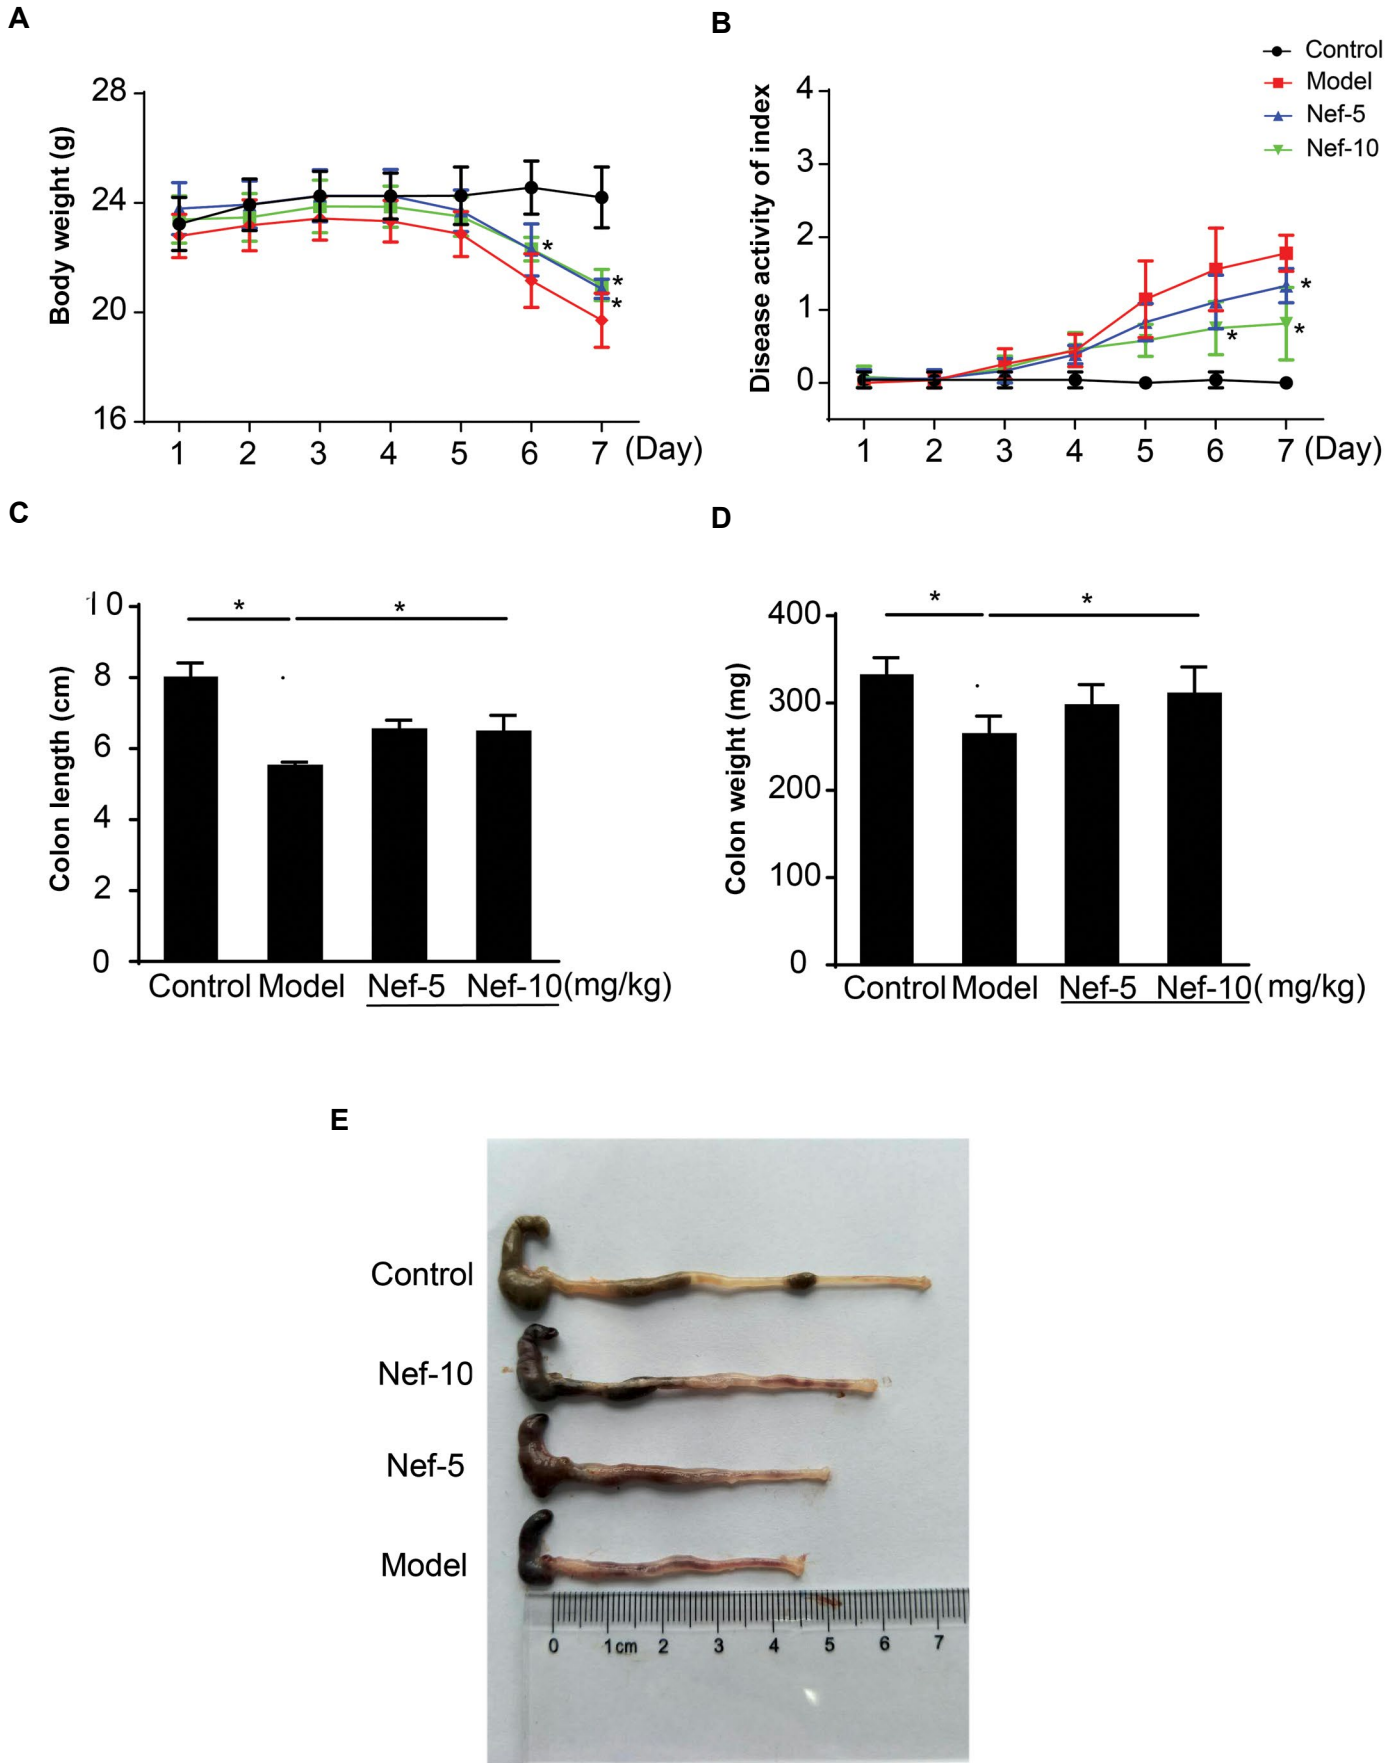 A
28
24
20
16
Body weight (g)
*
*
*
1 2 3 4 5 6 7 (Day)
B
Control
Model
Nef-5
Nef-10
4
3
2
1
0
Disease activity of index
*
*
*
1 2 3 4 5 6 7 (Day)
C
10
8
6
4
2
0
Colon length (cm)
* *
Control Model Nef-5 Nef-10(mg/kg)
D
400
300
200
100
0
Colon weight (mg)
* *
Control Model Nef-5 Nef-10(mg/kg)
E
Control
Nef-10
Nef-5
Model
0 1cm 2 3 4 5 6 7